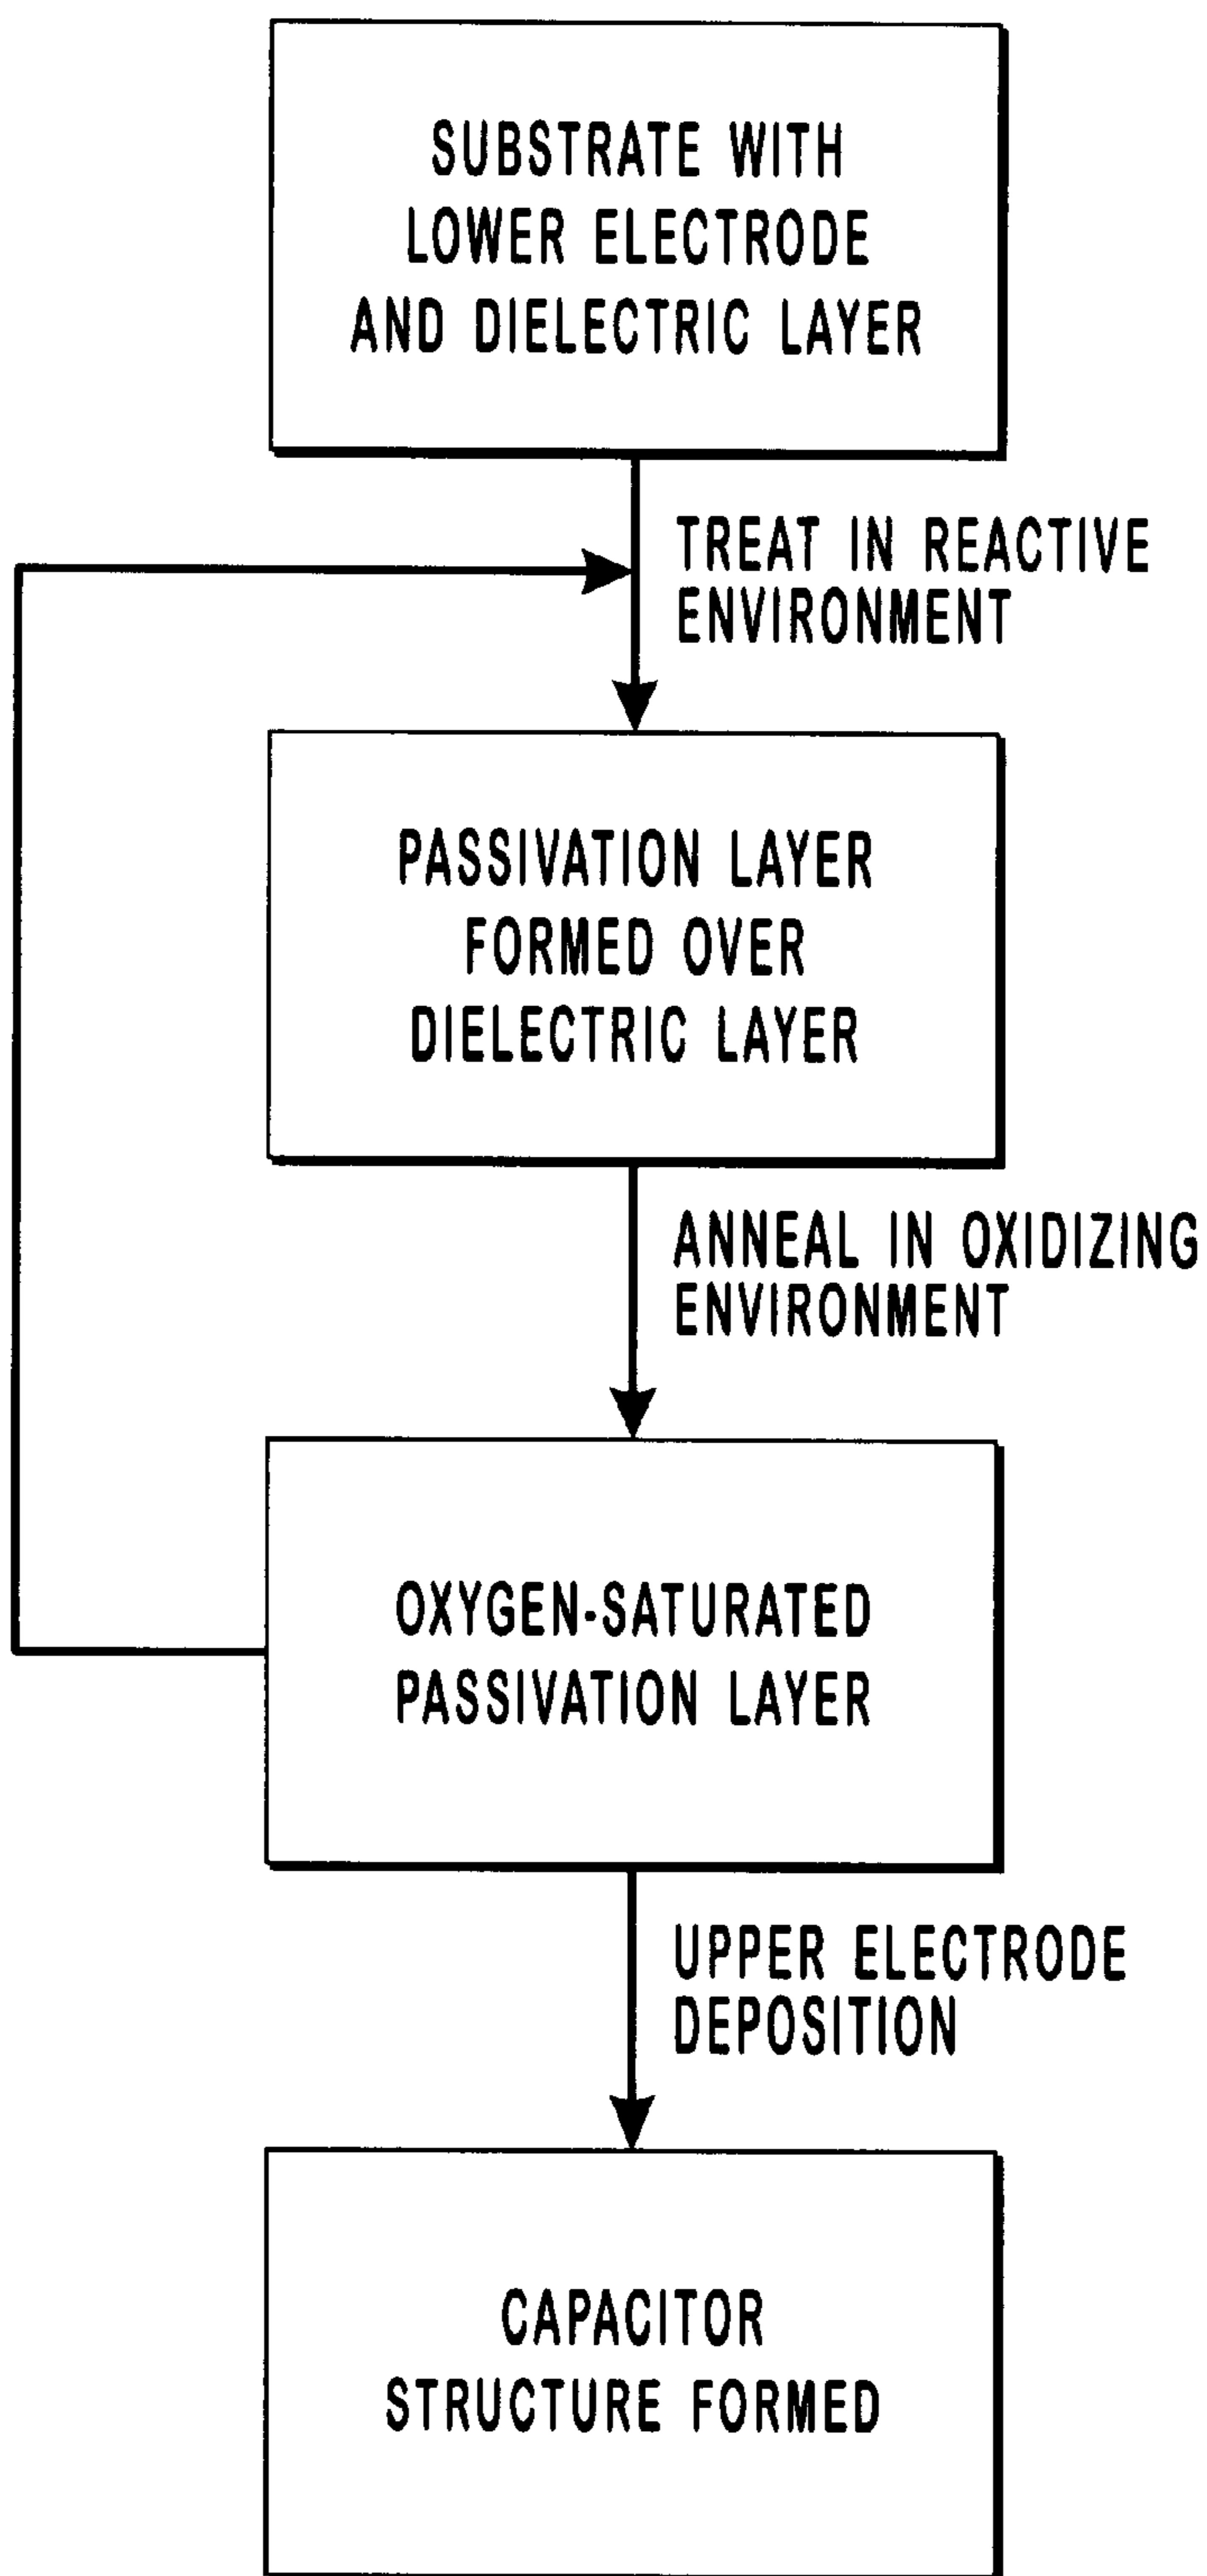 SUBSTRATE WITH
LOWER ELECTRODE
AND DIELECTRIC LAYER
TREAT IN REACTIVE
ENVIRONMENT
PASSIVATION LAYER
FORMED OVER
DIELECTRIC LAYER
ANNEAL IN OXIDIZING
ENVIRONMENT
OXYGEN-SATURATED
PASSIVATION LAYER
UPPER ELECTRODE
DEPOSITION
CAPACITOR
STRUCTURE FORMED